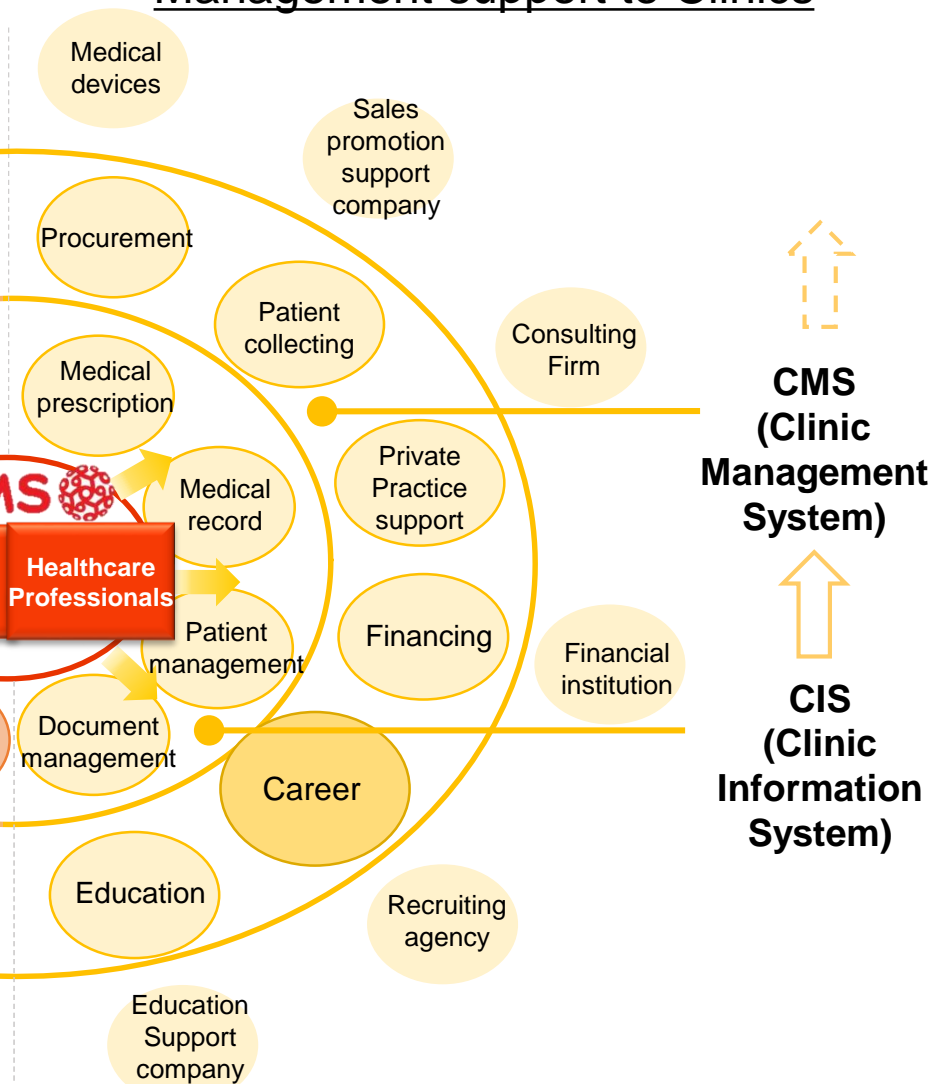 Management support to Clinics
Medical
devices
Sales
promotion
support
company
Procurement
Patient
collecting
Consulting
Firm
Medical
prescription
CMS
(Clinic
Management
System)
Private
Practice
support
MS
Medical
record
Healthcare
Professionals
Patient
management
Financing
Financial
institution
Document
management
CIS
(Clinic
Information
System)
Career
Education
Recruiting
agency
Education
Support
company